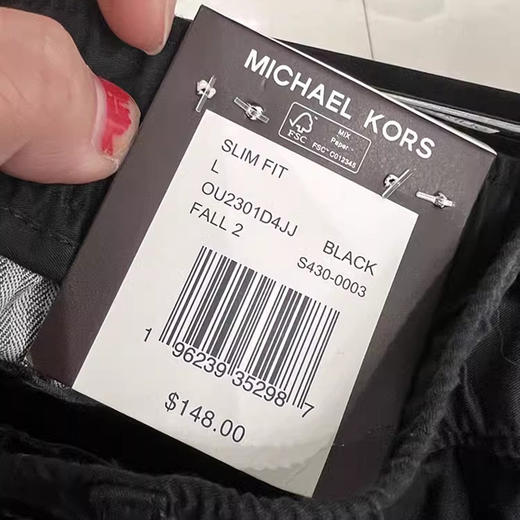 MICHAEL KORS
FSC
MIX
Paper
FSC™ C012345
SLIM FIT
L
OU2301D4JJ BLACK
FALL 2 S430-0003
1 96239 35298 7
$148.00